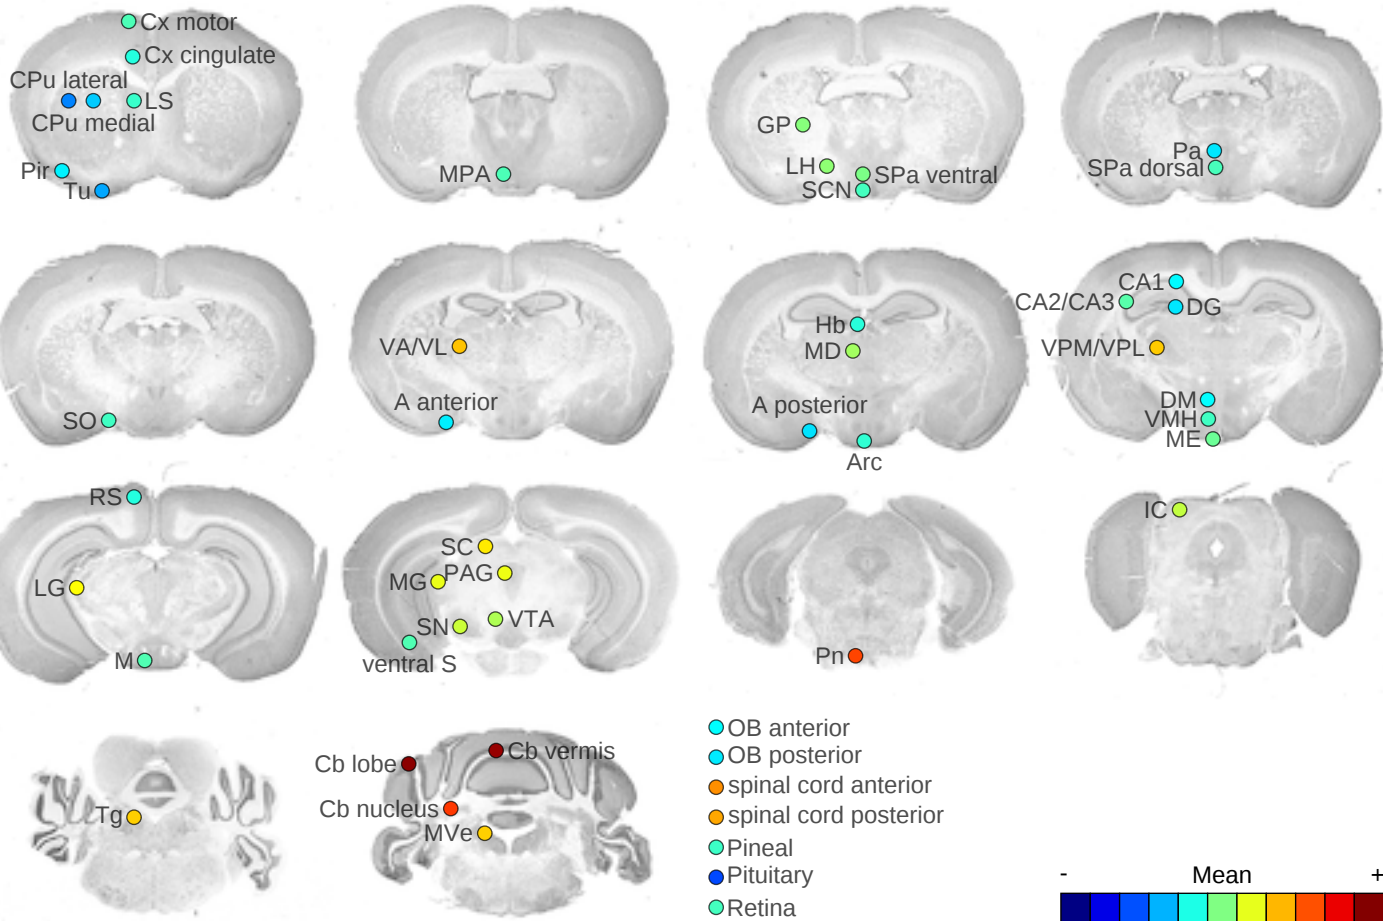 Cx motor
Cx cingulate
CPu lateral
LS
CPu medial
Pir
Tu
MPA
GP
LH
SPa ventral
SCN
Pa
SPa dorsal
SO
VA/VL
A anterior
Hb
MD
A posterior
Arc
CA1
CA2/CA3
DG
VPM/VPL
DM
VMH
ME
RS
LG
M
SC
MG
PAG
SN
VTA
ventral S
Pn
IC
Tg
Cb lobe
Cb vermis
Cb nucleus
MVe
OB anterior
OB posterior
spinal cord anterior
spinal cord posterior
Pineal
Pituitary
Retina
- Mean +